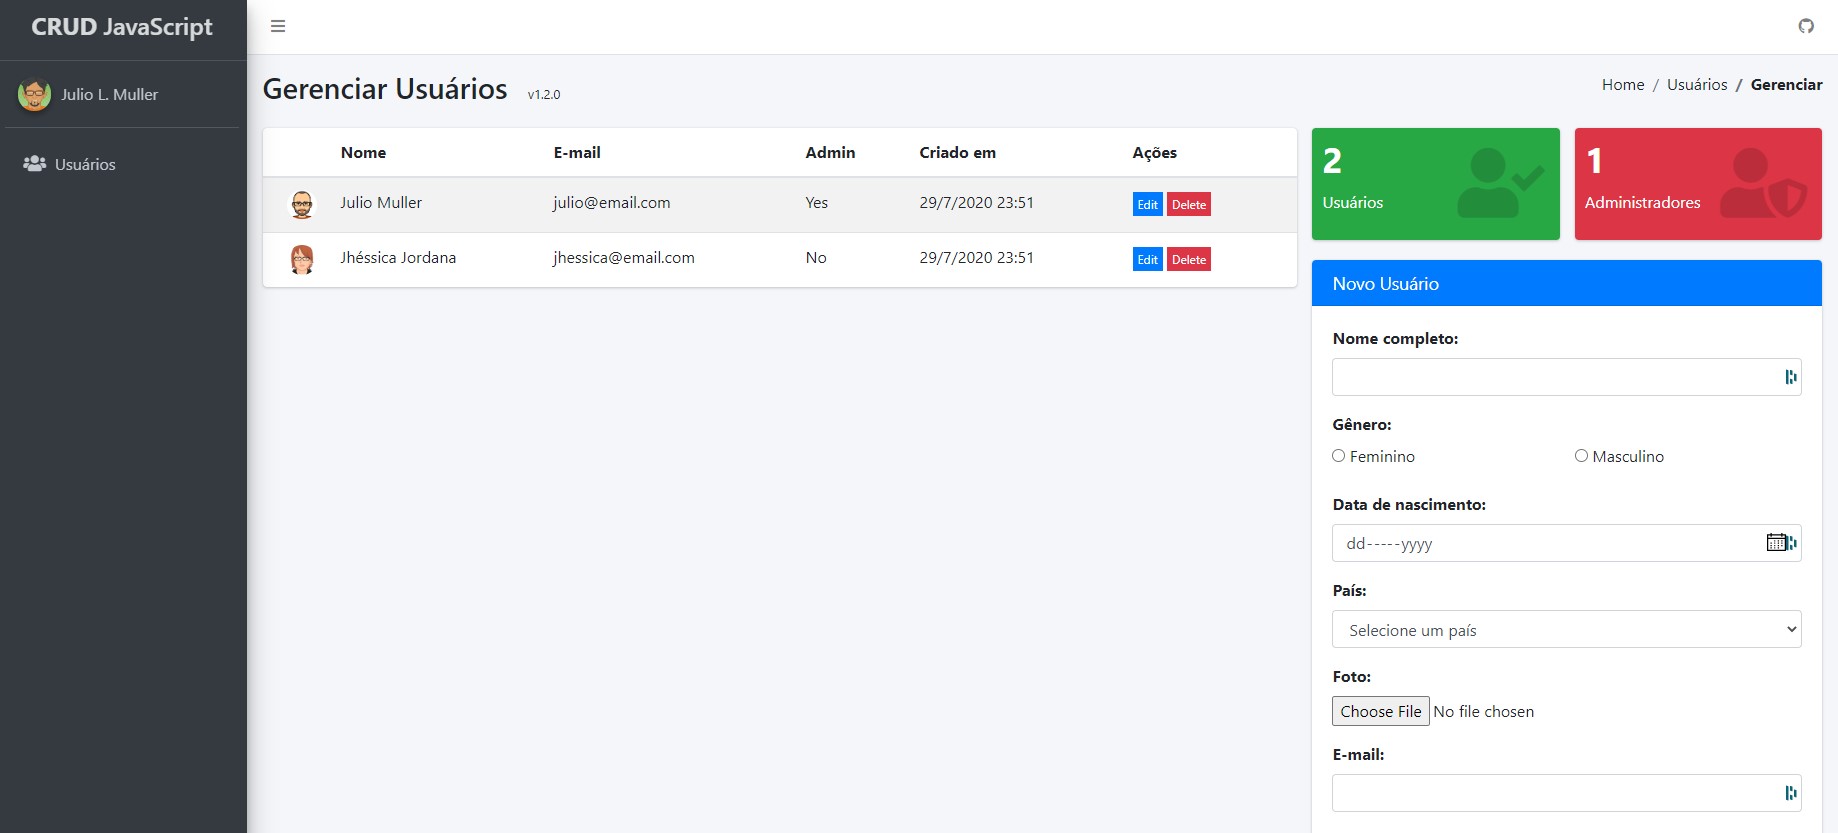 CRUD JavaScript
Julio L. Muller
Usuários
Gerenciar Usuários v1.2.0
Home / Usuários / Gerenciar
Nome E-mail Admin Criado em Ações
Julio Muller julio@email.com Yes 29/7/2020 23:51 Edit Delete
Jhéssica Jordana jhessica@email.com No 29/7/2020 23:51 Edit Delete
2
Usuários
1
Administradores
Novo Usuário
Nome completo:
Gênero:
Feminino Masculino
Data de nascimento:
dd-----yyyy
País:
Selecione um país
Foto:
Choose File No file chosen
E-mail: